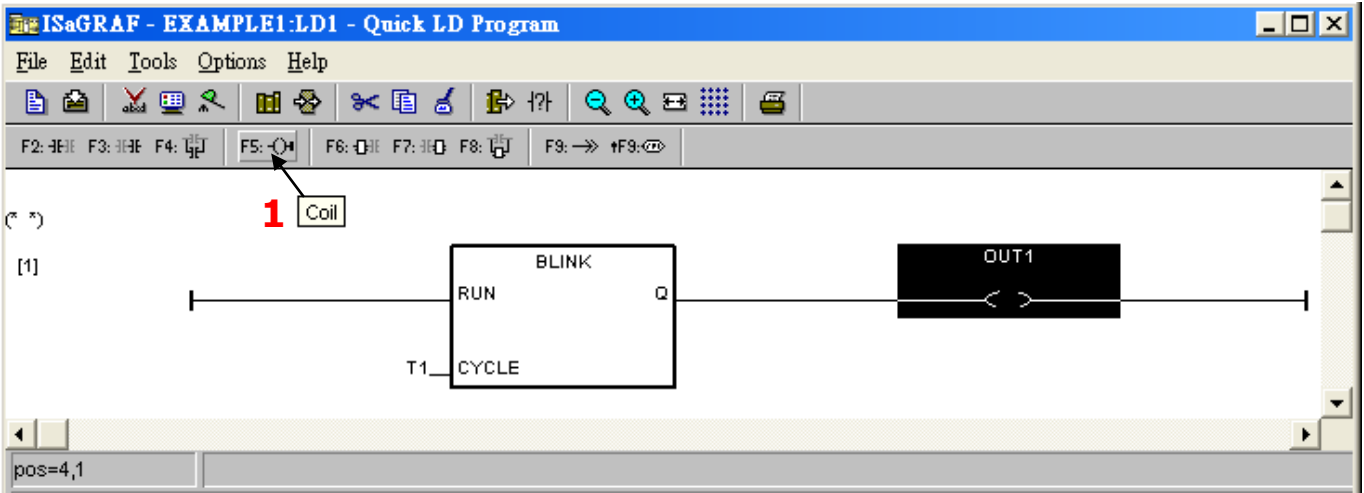 ISaGRAF - EXAMPLE1:LD1 - Quick LD Program
File Edit Tools Options Help
F2: F3: F4: F5: F6: F7: F8: F9: F9:
1 Coil
(* *)
[1]
BLINK
OUT1
RUN Q
T1 CYCLE
pos=4,1